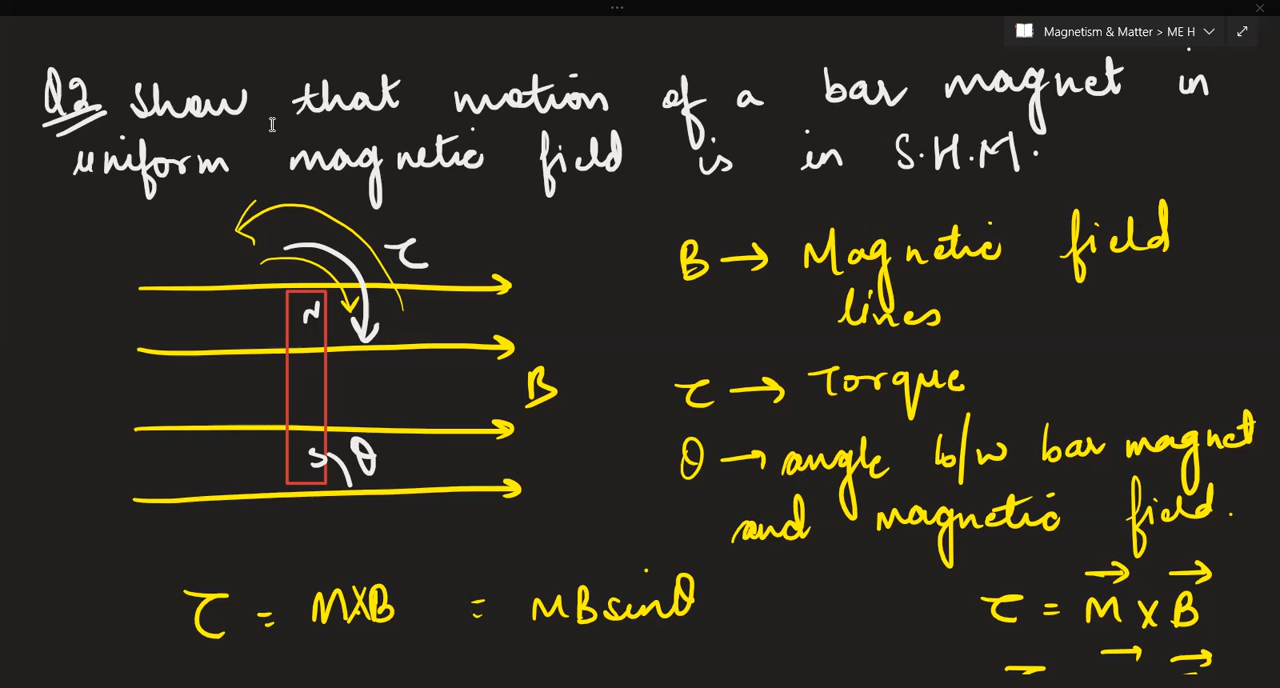 Magnetism & Matter > ME H
Q2 Show that motion of a bar magnet in
uniform magnetic field is in S.H.M.
τ
N
S θ
B
B → Magnetic field
lines
τ → Torque
θ → angle b/w bar magnet
and magnetic field.
τ = M×B = MBsinθ
τ = M × B